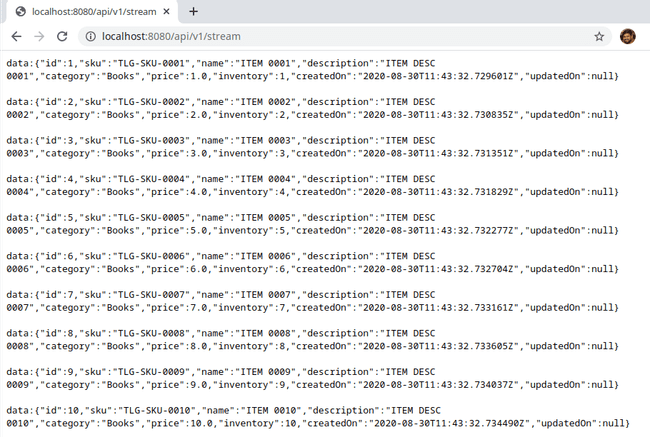 localhost:8080/api/v1/stream
localhost:8080/api/v1/stream
data:{"id":1,"sku":"TLG-SKU-0001","name":"ITEM 0001","description":"ITEM DESC
0001","category":"Books","price":1.0,"inventory":1,"createdOn":"2020-08-30T11:43:32.729601Z","updatedOn":null}
data:{"id":2,"sku":"TLG-SKU-0002","name":"ITEM 0002","description":"ITEM DESC
0002","category":"Books","price":2.0,"inventory":2,"createdOn":"2020-08-30T11:43:32.730835Z","updatedOn":null}
data:{"id":3,"sku":"TLG-SKU-0003","name":"ITEM 0003","description":"ITEM DESC
0003","category":"Books","price":3.0,"inventory":3,"createdOn":"2020-08-30T11:43:32.731351Z","updatedOn":null}
data:{"id":4,"sku":"TLG-SKU-0004","name":"ITEM 0004","description":"ITEM DESC
0004","category":"Books","price":4.0,"inventory":4,"createdOn":"2020-08-30T11:43:32.731829Z","updatedOn":null}
data:{"id":5,"sku":"TLG-SKU-0005","name":"ITEM 0005","description":"ITEM DESC
0005","category":"Books","price":5.0,"inventory":5,"createdOn":"2020-08-30T11:43:32.732277Z","updatedOn":null}
data:{"id":6,"sku":"TLG-SKU-0006","name":"ITEM 0006","description":"ITEM DESC
0006","category":"Books","price":6.0,"inventory":6,"createdOn":"2020-08-30T11:43:32.732704Z","updatedOn":null}
data:{"id":7,"sku":"TLG-SKU-0007","name":"ITEM 0007","description":"ITEM DESC
0007","category":"Books","price":7.0,"inventory":7,"createdOn":"2020-08-30T11:43:32.733161Z","updatedOn":null}
data:{"id":8,"sku":"TLG-SKU-0008","name":"ITEM 0008","description":"ITEM DESC
0008","category":"Books","price":8.0,"inventory":8,"createdOn":"2020-08-30T11:43:32.733605Z","updatedOn":null}
data:{"id":9,"sku":"TLG-SKU-0009","name":"ITEM 0009","description":"ITEM DESC
0009","category":"Books","price":9.0,"inventory":9,"createdOn":"2020-08-30T11:43:32.734037Z","updatedOn":null}
data:{"id":10,"sku":"TLG-SKU-0010","name":"ITEM 0010","description":"ITEM DESC
0010","category":"Books","price":10.0,"inventory":10,"createdOn":"2020-08-30T11:43:32.734490Z","updatedOn":null}